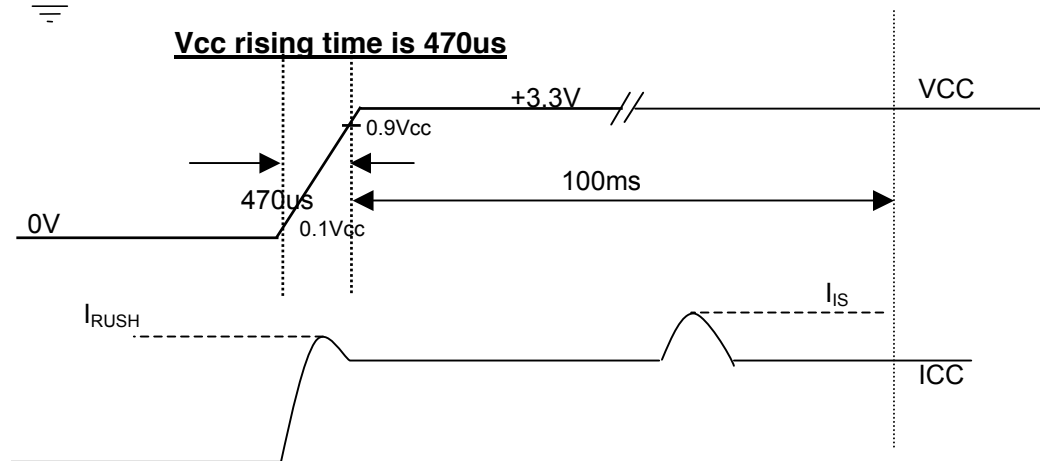 Vcc rising time is 470us
+3.3V
VCC
0.9Vcc
100ms
470us
0V
0.1Vcc
IRUSH
IIS
ICC